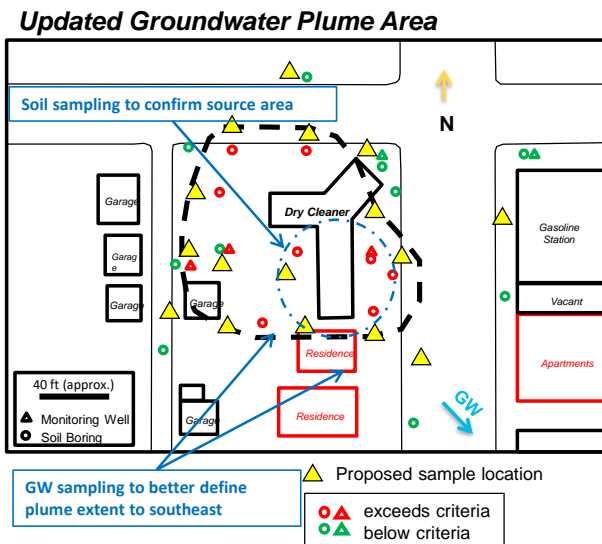 Updated Groundwater Plume Area
Soil sampling to confirm source area
N
Garage
Dry Cleaner
Gasoline
Station
Garag
e
Garage
Garage
Vacant
Residence
Apartments
40 ft (approx.)
Monitoring Well
Soil Boring
Garage
Residence
GW
GW sampling to better define
plume extent to southeast
Proposed sample location
exceeds criteria
below criteria